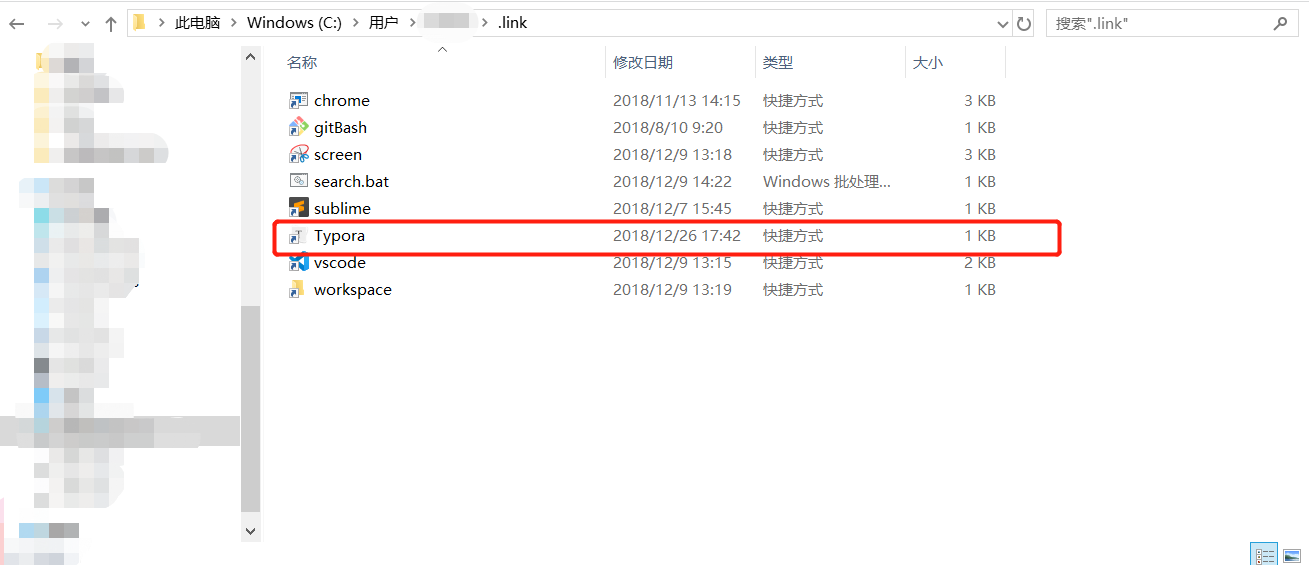 此电脑 Windows (C:) 用户 .link 搜索".link"
名称 修改日期 类型 大小
chrome 2018/11/13 14:15 快捷方式 3 KB
gitBash 2018/8/10 9:20 快捷方式 1 KB
screen 2018/12/9 13:18 快捷方式 3 KB
search.bat 2018/12/9 14:22 Windows 批处理... 1 KB
sublime 2018/12/7 15:45 快捷方式 1 KB
Typora 2018/12/26 17:42 快捷方式 1 KB
vscode 2018/12/9 13:15 快捷方式 2 KB
workspace 2018/12/9 13:19 快捷方式 1 KB